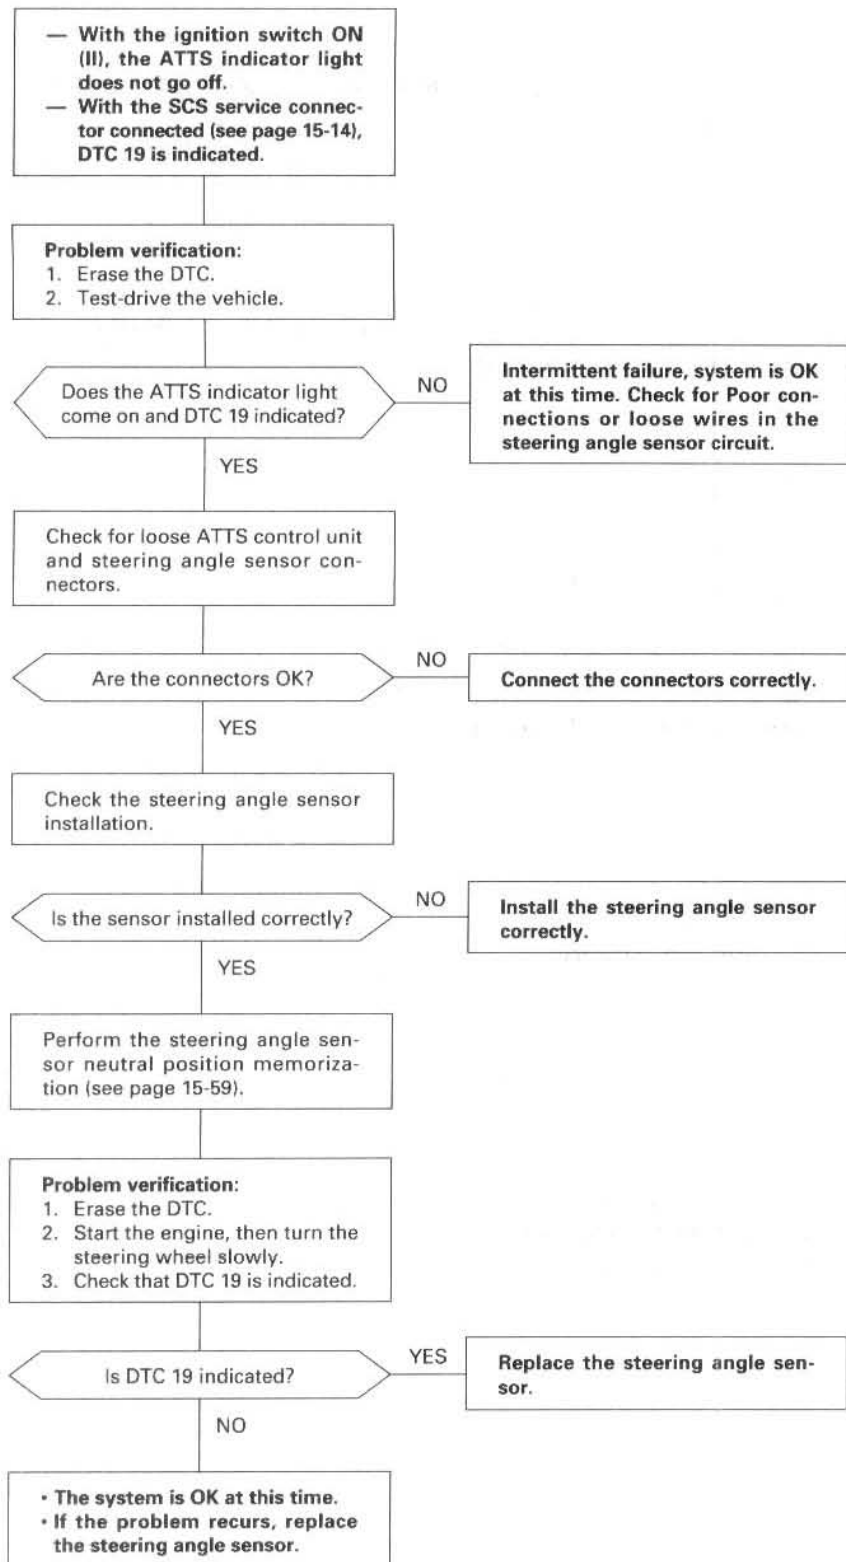 — With the ignition switch ON
(II), the ATTS indicator light
does not go off.
— With the SCS service connec-
tor connected (see page 15-14),
DTC 19 is indicated.
Problem verification:
1. Erase the DTC.
2. Test-drive the vehicle.
Does the ATTS indicator light
come on and DTC 19 indicated?
NO
Intermittent failure, system is OK
at this time. Check for Poor con-
nections or loose wires in the
steering angle sensor circuit.
YES
Check for loose ATTS control unit
and steering angle sensor con-
nectors.
Are the connectors OK?
NO
Connect the connectors correctly.
YES
Check the steering angle sensor
installation.
Is the sensor installed correctly?
NO
Install the steering angle sensor
correctly.
YES
Perform the steering angle sen-
sor neutral position memoriza-
tion (see page 15-59).
Problem verification:
1. Erase the DTC.
2. Start the engine, then turn the
steering wheel slowly.
3. Check that DTC 19 is indicated.
Is DTC 19 indicated?
YES
Replace the steering angle sen-
sor.
NO
• The system is OK at this time.
• If the problem recurs, replace
the steering angle sensor.